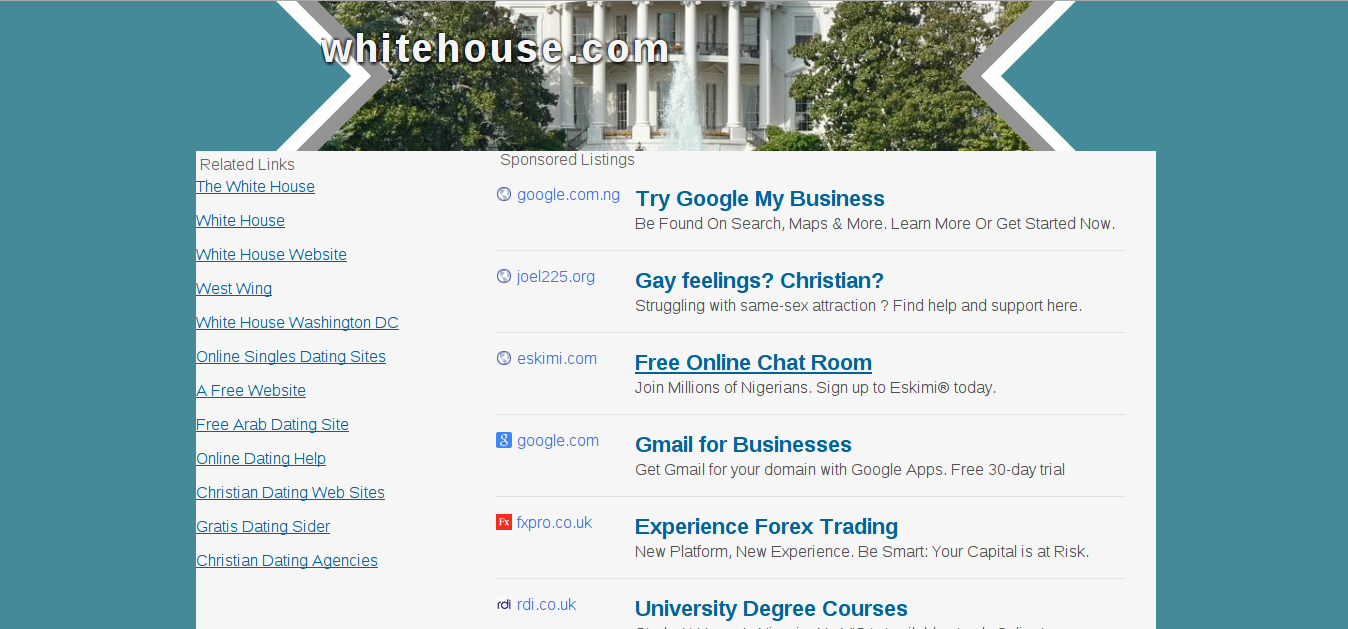 whitehouse.com
Related Links
The White House
White House
White House Website
West Wing
White House Washington DC
Online Singles Dating Sites
A Free Website
Free Arab Dating Site
Online Dating Help
Christian Dating Web Sites
Gratis Dating Sider
Christian Dating Agencies
Sponsored Listings
google.com.ng
Try Google My Business
Be Found On Search, Maps & More. Learn More Or Get Started Now.
joel225.org
Gay feelings? Christian?
Struggling with same-sex attraction ? Find help and support here.
eskimi.com
Free Online Chat Room
Join Millions of Nigerians. Sign up to Eskimi® today.
8 google.com
Gmail for Businesses
Get Gmail for your domain with Google Apps. Free 30-day trial
Fx fxpro.co.uk
Experience Forex Trading
New Platform, New Experience. Be Smart: Your Capital is at Risk.
rdi rdi.co.uk
University Degree Courses